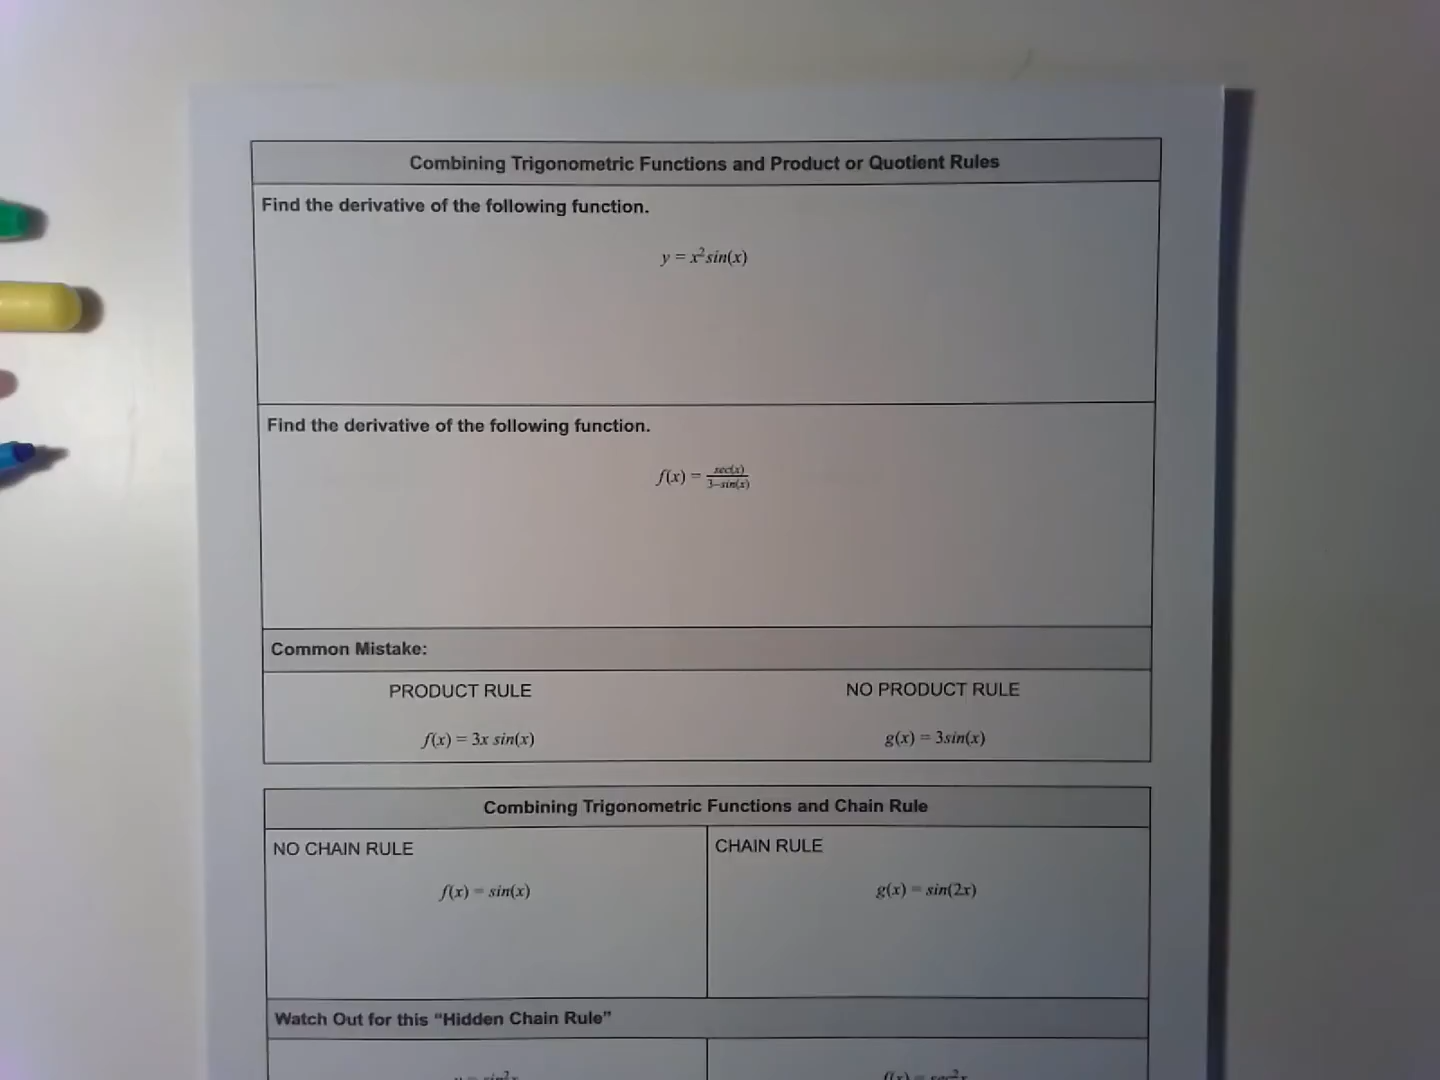 Combining Trigonometric Functions and Product or Quotient Rules
Find the derivative of the following function.
y = x²sin(x)
Find the derivative of the following function.
f(x) = sec(x)/3−sin(x)
Common Mistake:
PRODUCT RULE
NO PRODUCT RULE
f(x) = 3x sin(x)
g(x) = 3sin(x)
Combining Trigonometric Functions and Chain Rule
NO CHAIN RULE
CHAIN RULE
f(x) = sin(x)
g(x) = sin(2x)
Watch Out for this “Hidden Chain Rule”
y = sin²x
f(x) = sec²x